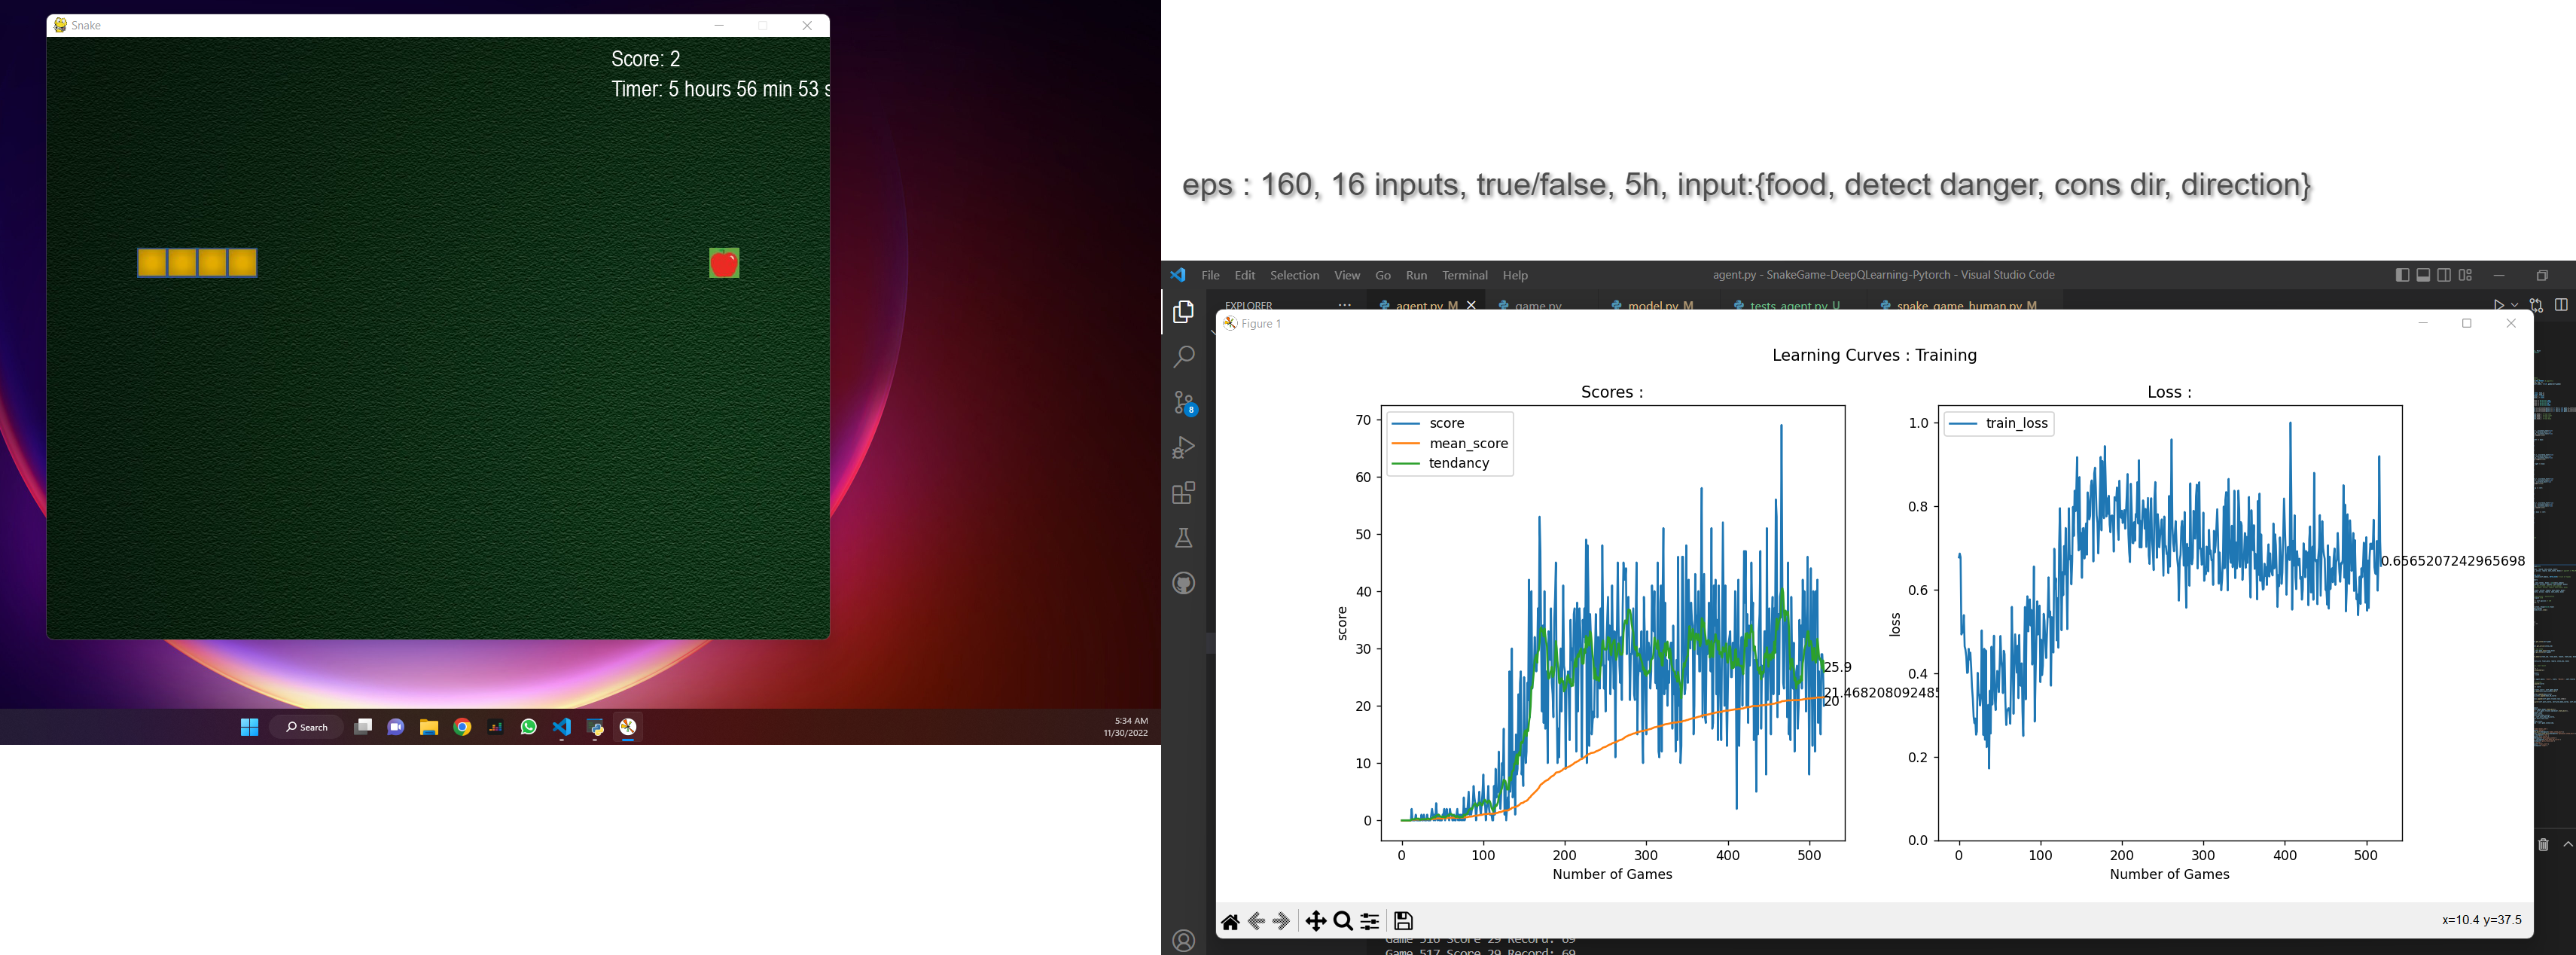 Snake
Score: 2
Timer: 5 hours 56 min 53 s
Search
5:34 AM
11/30/2022
eps : 160, 16 inputs, true/false, 5h, input:{food, detect danger, cons dir, direction}
File Edit Selection View Go Run Terminal Help
agent.py - SnakeGame-DeepQLearning-Pytorch - Visual Studio Code
EXPLORER
agent.py M
game.py
model.py M
tests_agent.py U
snake_game_human.py M
8
Figure 1
Learning Curves : Training
Scores :
score
mean_score
tendancy
70
60
50
40
30
20
10
0
score
25.9
21.468208092485
20
0 100 200 300 400 500
Number of Games
Loss :
train_loss
1.0
0.8
0.6
0.4
0.2
0.0
loss
0.6565207242965698
0 100 200 300 400 500
Number of Games
x=10.4 y=37.5
Game 516 Score 29 Record: 69
Game 517 Score 29 Record: 69